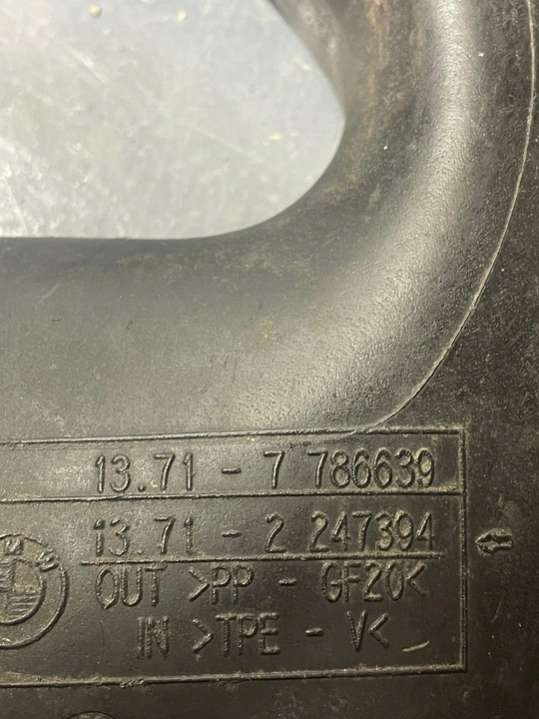 13.71 - 7 786639
13.71 - 2 247394
OUT >PP - GF20<
IN >TPE - V<